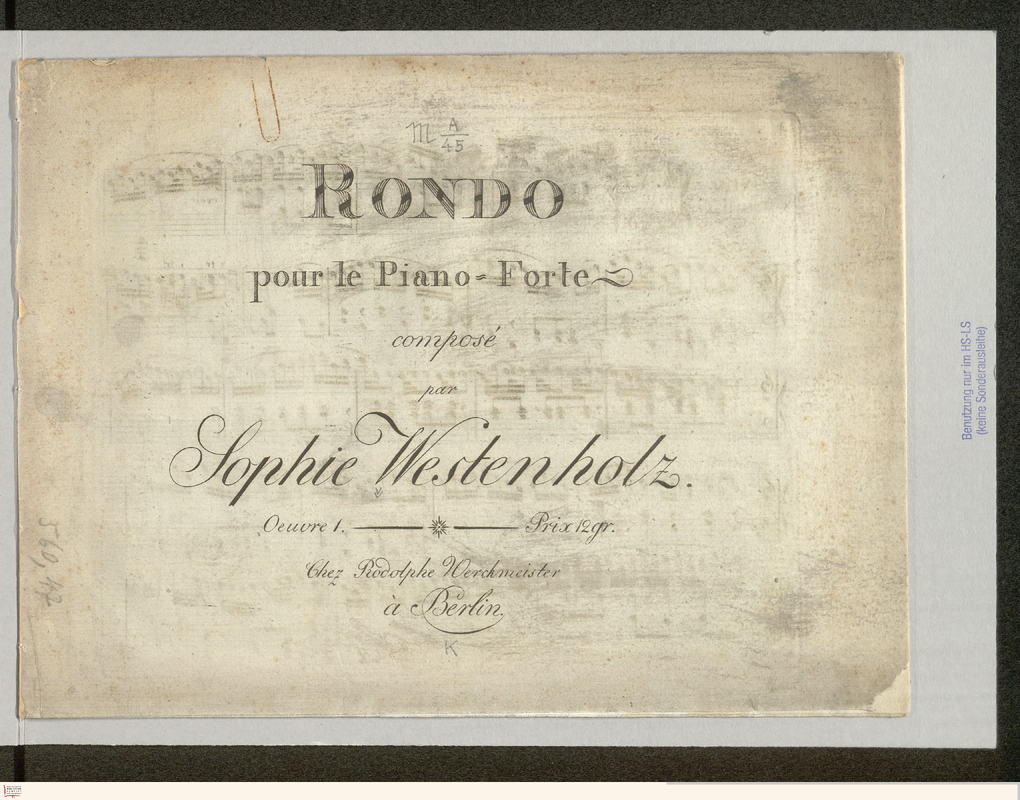 m A/45
RONDO
pour le Piano-Forte
composé
par
Sophie Westenholz.
Oeuvre 1. Prix 12gr.
Chez Rodolphe Werckmeister
à Berlin.
K
Benutzung nur im HS-LS
(keine Sonderausleihe)